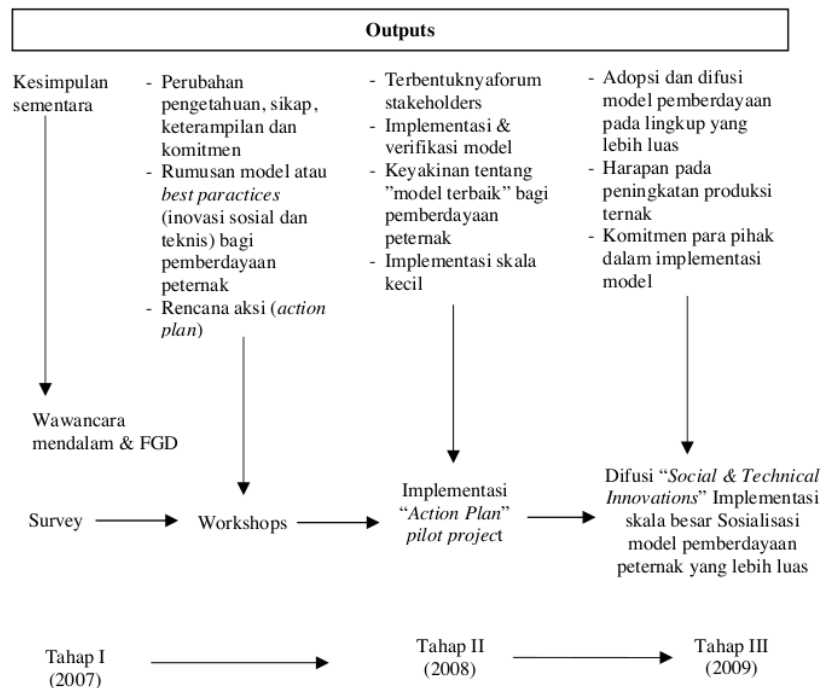 Outputs
Kesimpulan
sementara
- Perubahan
pengetahuan, sikap,
keterampilan dan
komitmen
- Rumusan model atau
best paractices
(inovasi sosial dan
teknis) bagi
pemberdayaan
peternak
- Rencana aksi (action
plan)
- Terbentuknyaforum
stakeholders
- Implementasi &
verifikasi model
- Keyakinan tentang
”model terbaik” bagi
pemberdayaan
peternak
- Implementasi skala
kecil
- Adopsi dan difusi
model pemberdayaan
pada lingkup yang
lebih luas
- Harapan pada
peningkatan produksi
ternak
- Komitmen para pihak
dalam implementasi
model
Wawancara
mendalam & FGD
Survey
Workshops
Implementasi
“Action Plan”
pilot project
Difusi “Social & Technical
Innovations” Implementasi
skala besar Sosialisasi
model pemberdayaan
peternak yang lebih luas
Tahap I
(2007)
Tahap II
(2008)
Tahap III
(2009)